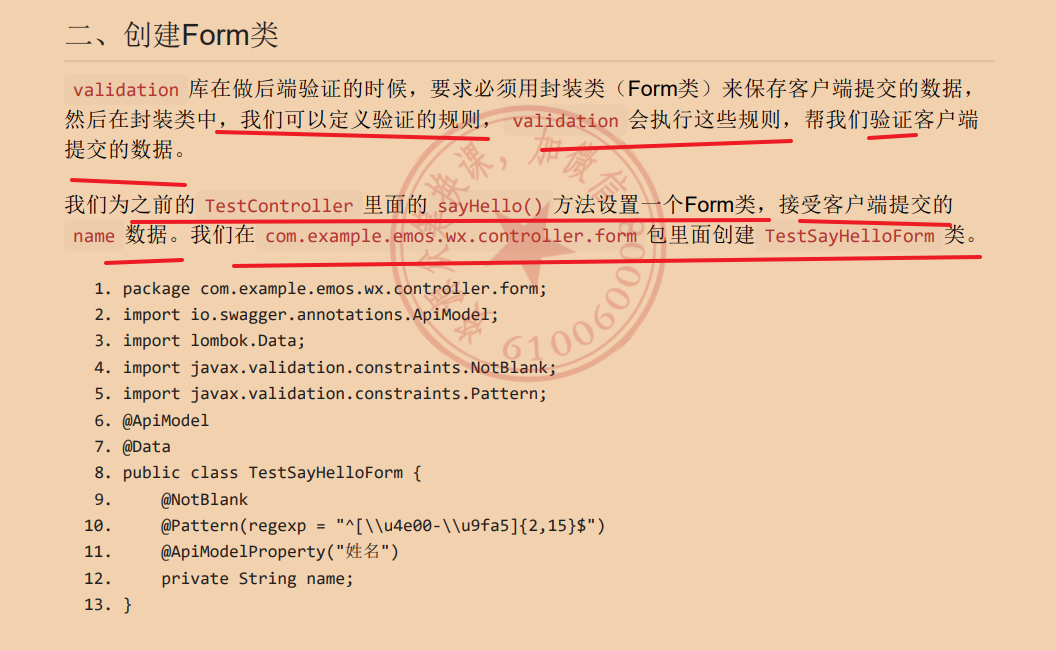 二、创建Form类
validation 库在做后端验证的时候，要求必须用封装类（Form类）来保存客户端提交的数据，
然后在封装类中，我们可以定义验证的规则， validation 会执行这些规则，帮我们验证客户端
提交的数据。
我们为之前的 TestController 里面的 sayHello() 方法设置一个Form类，接受客户端提交的
name 数据。我们在 com.example.emos.wx.controller.form 包里面创建 TestSayHelloForm 类。
1. package com.example.emos.wx.controller.form;
2. import io.swagger.annotations.ApiModel;
3. import lombok.Data;
4. import javax.validation.constraints.NotBlank;
5. import javax.validation.constraints.Pattern;
6. @ApiModel
7. @Data
8. public class TestSayHelloForm {
9. @NotBlank
10. @Pattern(regexp = "^[\\u4e00-\\u9fa5]{2,15}$")
11. @ApiModelProperty("姓名")
12. private String name;
13. }
换课，加微信
610060008